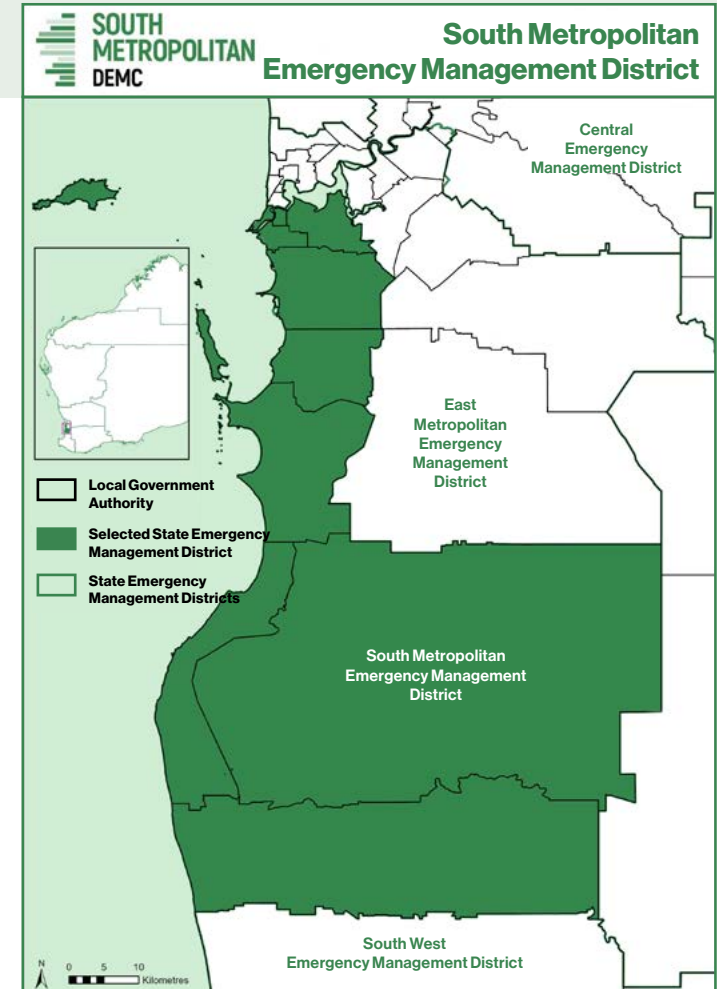 SOUTH
METROPOLITAN
DEMC
South Metropolitan
Emergency Management District
Central
Emergency
Management District
East
Metropolitan
Emergency
Management
District
Local Government
Authority
Selected State Emergency
Management District
State Emergency
Management Districts
South Metropolitan
Emergency Management
District
South West
Emergency Management District
N
0 5 10
Kilometres